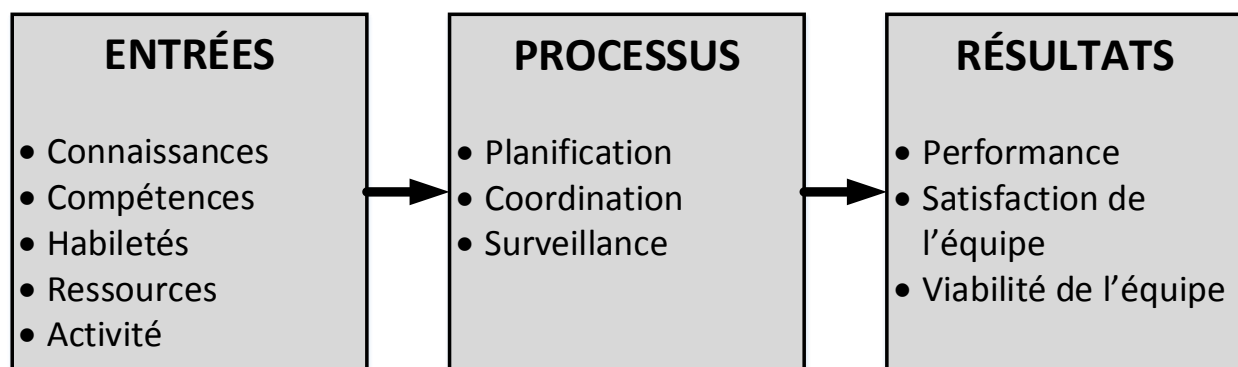 ENTRÉES
• Connaissances
• Compétences
• Habiletés
• Ressources
• Activité
PROCESSUS
• Planification
• Coordination
• Surveillance
RÉSULTATS
• Performance
• Satisfaction de
l’équipe
• Viabilité de l’équipe